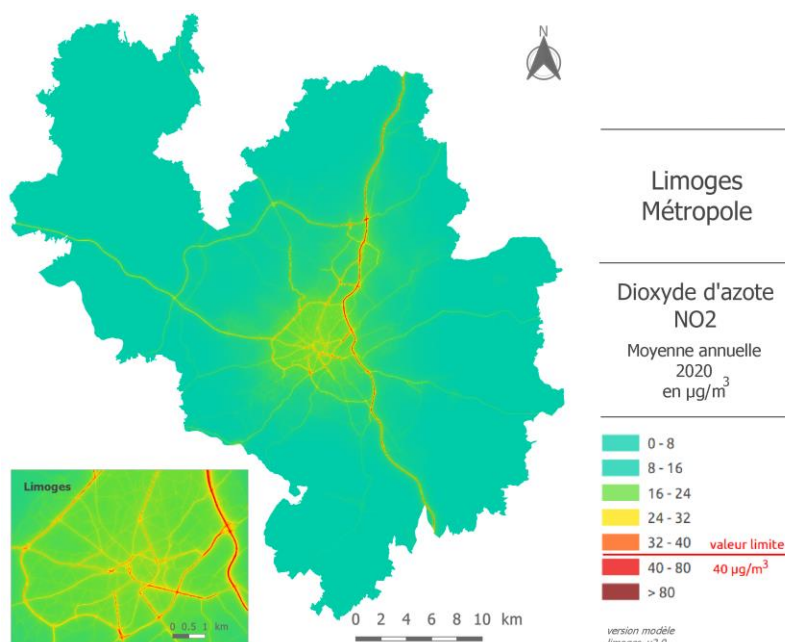 N
Limoges
Métropole
Dioxyde d'azote
NO2
Moyenne annuelle
2020
en µg/m³
0 - 8
8 - 16
16 - 24
24 - 32
32 - 40 valeur limite
40 - 80 40 µg/m³
> 80
version modèle
Limoges
0 0.5 1 km
0 2 4 6 8 10 km